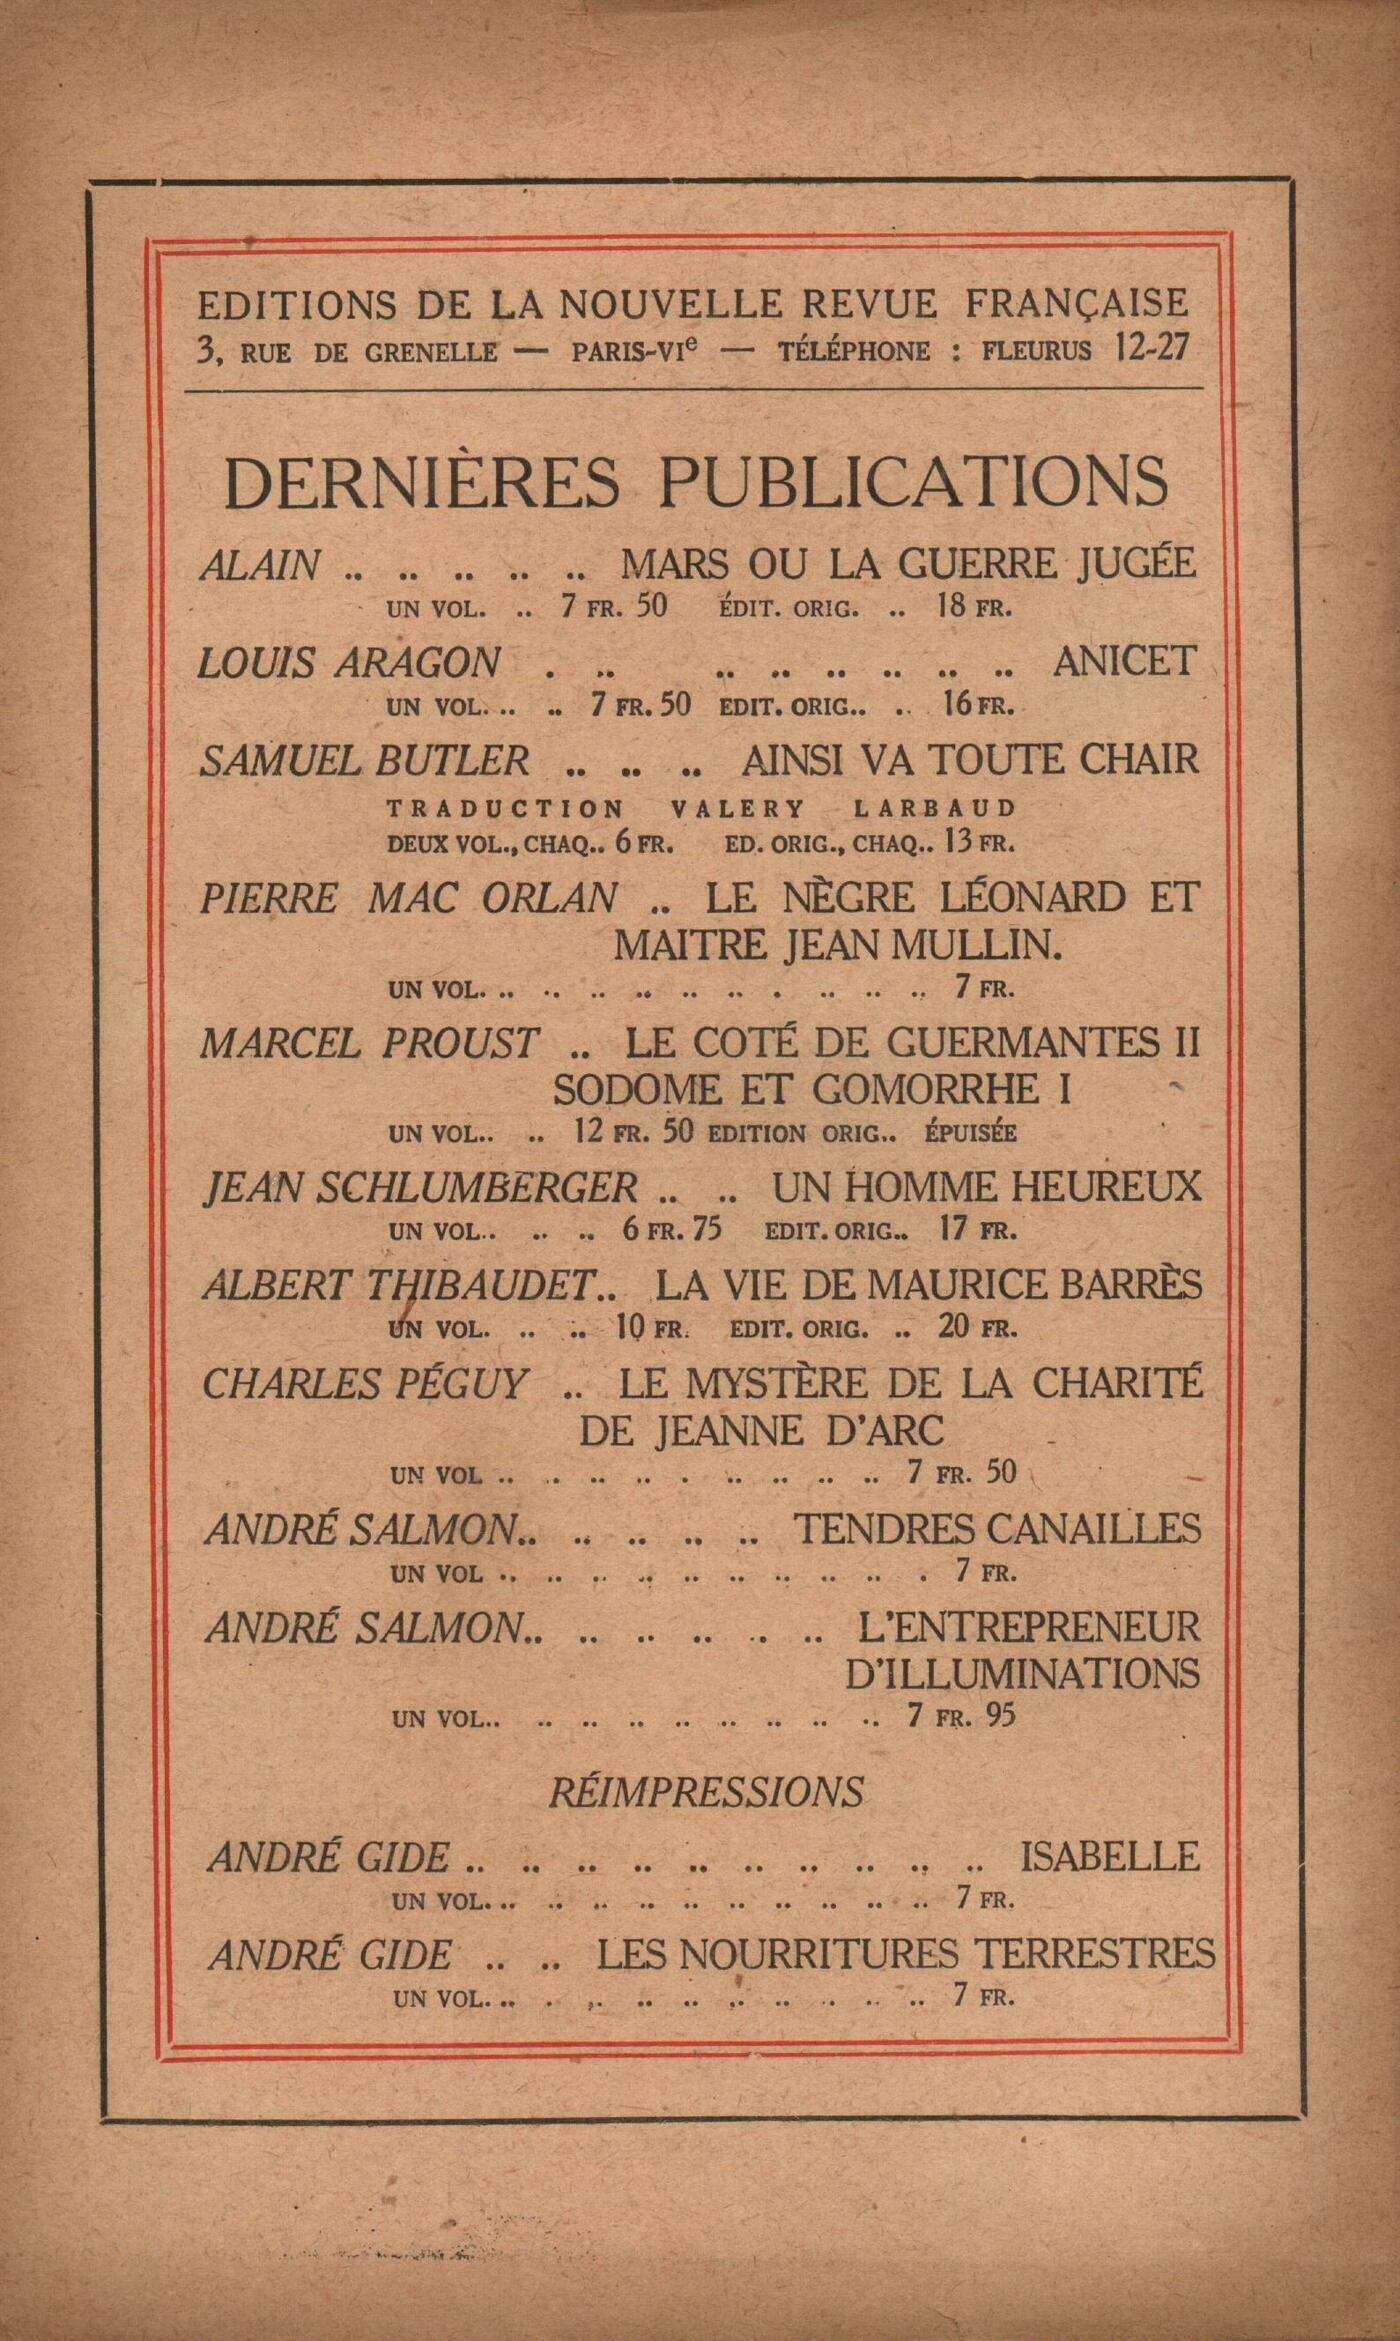 EDITIONS DE LA NOUVELLE REVUE FRANÇAISE
3, RUE DE GRENELLE — PARIS-VIe — TÉLÉPHONE : FLEURUS 12-27
DERNIÈRES PUBLICATIONS
ALAIN .. .. .. .. .. MARS OU LA GUERRE JUGÉE
UN VOL. .. 7 FR. 50 ÉDIT. ORIG. .. 18 FR.
LOUIS ARAGON . .. .. .. .. .. .. .. ANICET
UN VOL. .. .. 7 FR. 50 EDIT. ORIG.. .. 16 FR.
SAMUEL BUTLER .. .. .. AINSI VA TOUTE CHAIR
TRADUCTION VALERY LARBAUD
DEUX VOL., CHAQ.. 6 FR. ED. ORIG., CHAQ.. 13 FR.
PIERRE MAC ORLAN .. LE NÈGRE LÉONARD ET
MAITRE JEAN MULLIN.
UN VOL. .. .. .. .. .. .. . .. .. .. 7 FR.
MARCEL PROUST .. LE COTÉ DE GUERMANTES II
SODOME ET GOMORRHE I
UN VOL.. .. 12 FR. 50 EDITION ORIG.. ÉPUISÉE
JEAN SCHLUMBERGER .. .. UN HOMME HEUREUX
UN VOL.. .. .. 6 FR. 75 EDIT. ORIG.. 17 FR.
ALBERT THIBAUDET.. LA VIE DE MAURICE BARRÈS
UN VOL. .. .. 10 FR. EDIT. ORIG. .. 20 FR.
CHARLES PÉGUY .. LE MYSTÈRE DE LA CHARITÉ
DE JEANNE D'ARC
UN VOL .. .. .. .. . .. .. .. .. 7 FR. 50
ANDRÉ SALMON.. .. .. .. .. TENDRES CANAILLES
UN VOL .. .. .. .. .. .. .. .. .. . 7 FR.
ANDRÉ SALMON.. .. .. .. .. .. L'ENTREPRENEUR
D'ILLUMINATIONS
UN VOL.. .. .. .. .. .. .. .. .. 7 FR. 95
RÉIMPRESSIONS
ANDRÉ GIDE .. .. .. .. .. .. .. .. .. .. ISABELLE
UN VOL. .. .. .. .. .. .. .. .. .. .. 7 FR.
ANDRÉ GIDE .. .. LES NOURRITURES TERRESTRES
UN VOL. .. . .. .. .. .. .. .. .. .. 7 FR.